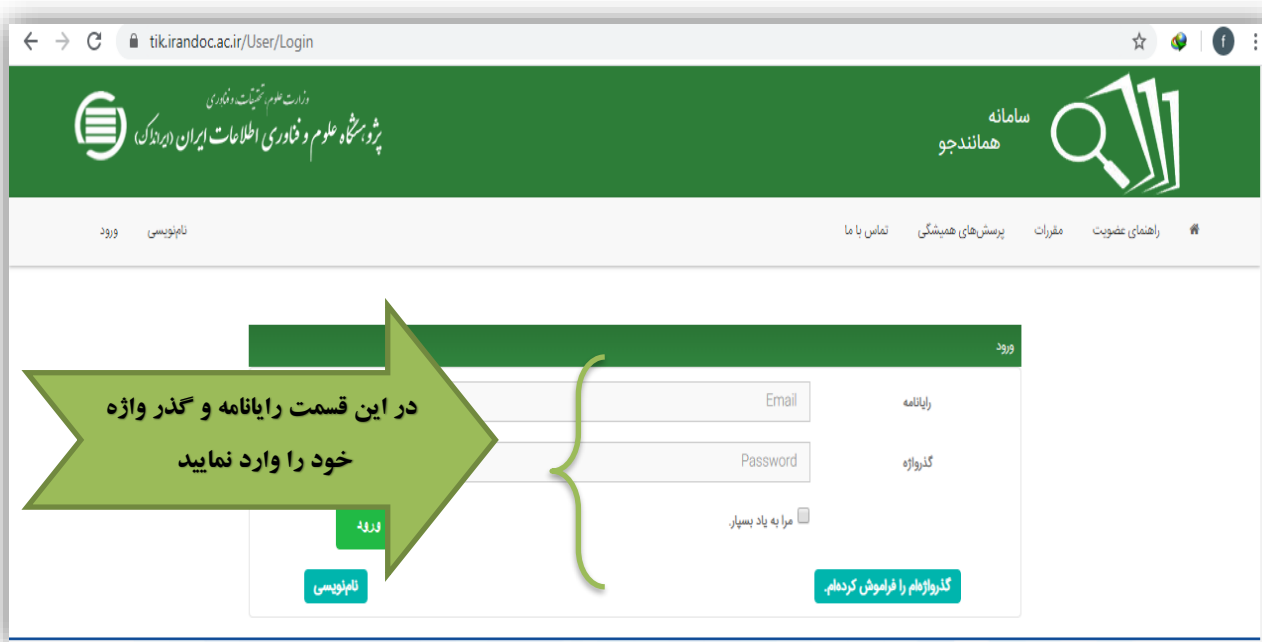 tik.irandoc.ac.ir/User/Login
f
سامانه
همانندجو
وزارت علوم، تحقیقات و فناوری
پژوهشگاه علوم و فناوری اطلاعات ایران (ایرانداک)
راهنمای عضویت مقررات پرسش‌های همیشگی تماس با ما نام‌نویسی ورود
ورود
رایانامه Email
گذرواژه Password
مرا به یاد بسپار.
ورود
گذرواژه‌ام را فراموش کرده‌ام. نام‌نویسی
در این قسمت رایانامه و گذر واژه
خود را وارد نمایید